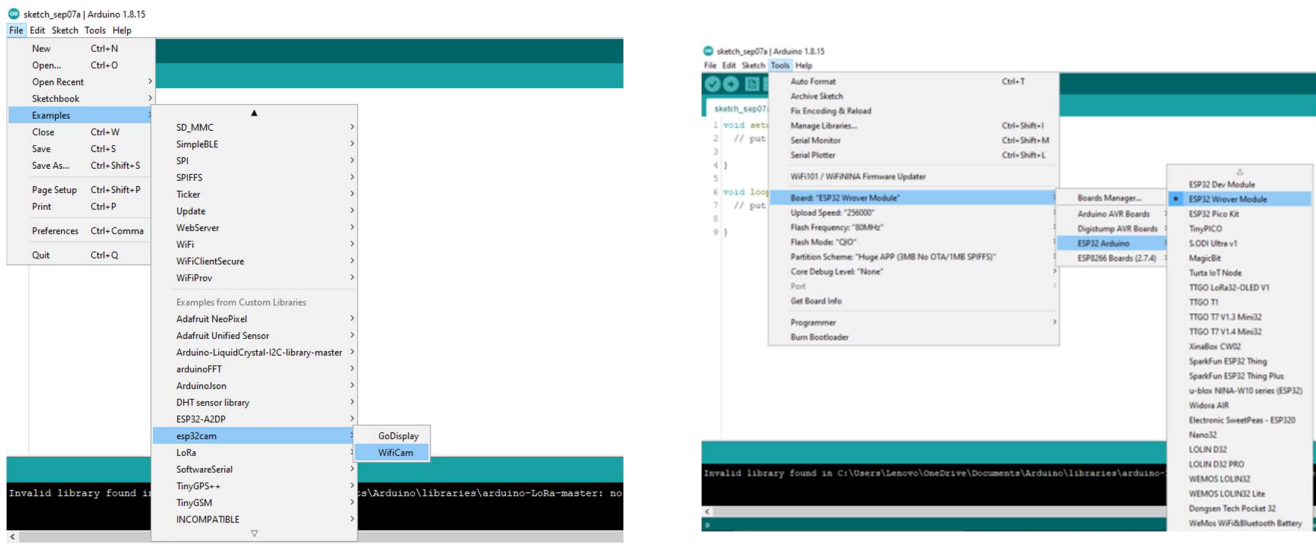 sketch_sep07a | Arduino 1.8.15
File Edit Sketch Tools Help
New Ctrl+N
Open... Ctrl+O
Open Recent
Sketchbook
Examples
Close Ctrl+W
Save Ctrl+S
Save As... Ctrl+Shift+S
Page Setup Ctrl+Shift+P
Print Ctrl+P
Preferences Ctrl+Comma
Quit Ctrl+Q
SD_MMC
SimpleBLE
SPI
SPIFFS
Ticker
Update
WebServer
WiFi
WiFiClientSecure
WiFiProv
Examples from Custom Libraries
Adafruit NeoPixel
Adafruit Unified Sensor
Arduino-LiquidCrystal-I2C-library-master
arduinoFFT
ArduinoJson
DHT sensor library
ESP32-A2DP
esp32cam
LoRa
SoftwareSerial
TinyGPS++
TinyGSM
INCOMPATIBLE
GoDisplay
WifiCam
Invalid library found i ts\Arduino\libraries\arduino-LoRa-master: no
sketch_sep07a | Arduino 1.8.15
File Edit Sketch Tools Help
sketch_sep07
1 void set
2 // put
3
4 }
5
6 void loop
7 // put
8
9 }
Auto Format Ctrl+T
Archive Sketch
Fix Encoding & Reload
Manage Libraries... Ctrl+Shift+I
Serial Monitor Ctrl+Shift+M
Serial Plotter Ctrl+Shift+L
WiFi101 / WiFiNINA Firmware Updater
Board: "ESP32 Wrover Module"
Upload Speed: "256000"
Flash Frequency: "80MHz"
Flash Mode: "QIO"
Partition Scheme: "Huge APP (3MB No OTA/1MB SPIFFS)"
Core Debug Level: "None"
Port
Get Board Info
Programmer
Burn Bootloader
Boards Manager...
Arduino AVR Boards
Digistump AVR Boards
ESP32 Arduino
ESP8266 Boards (2.7.4)
ESP32 Dev Module
ESP32 Wrover Module
ESP32 Pico Kit
TinyPICO
S.ODI Ultra v1
MagicBit
Turta IoT Node
TTGO LoRa32-OLED V1
TTGO T1
TTGO T7 V1.3 Mini32
TTGO T7 V1.4 Mini32
XinaBox CW02
SparkFun ESP32 Thing
SparkFun ESP32 Thing Plus
u-blox NINA-W10 series (ESP32)
Widora AIR
Electronic SweetPeas - ESP320
Nano32
LOLIN D32
LOLIN D32 PRO
WEMOS LOLIN32
WEMOS LOLIN32 Lite
Dongsen Tech Pocket 32
WeMos WiFi&Bluetooth Battery
Invalid library found in C:\Users\Lenovo\OneDrive\Documents\Arduino\libraries\arduino-
9